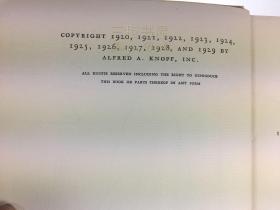 COPYRIGHT 1920, 1921, 1922, 1923, 1924,
1925, 1926, 1927, 1928, AND 1929 BY
ALFRED A. KNOPF, INC.
ALL RIGHTS RESERVED INCLUDING THE RIGHT TO REPRODUCE
THIS BOOK OR PARTS THEREOF IN ANY FORM